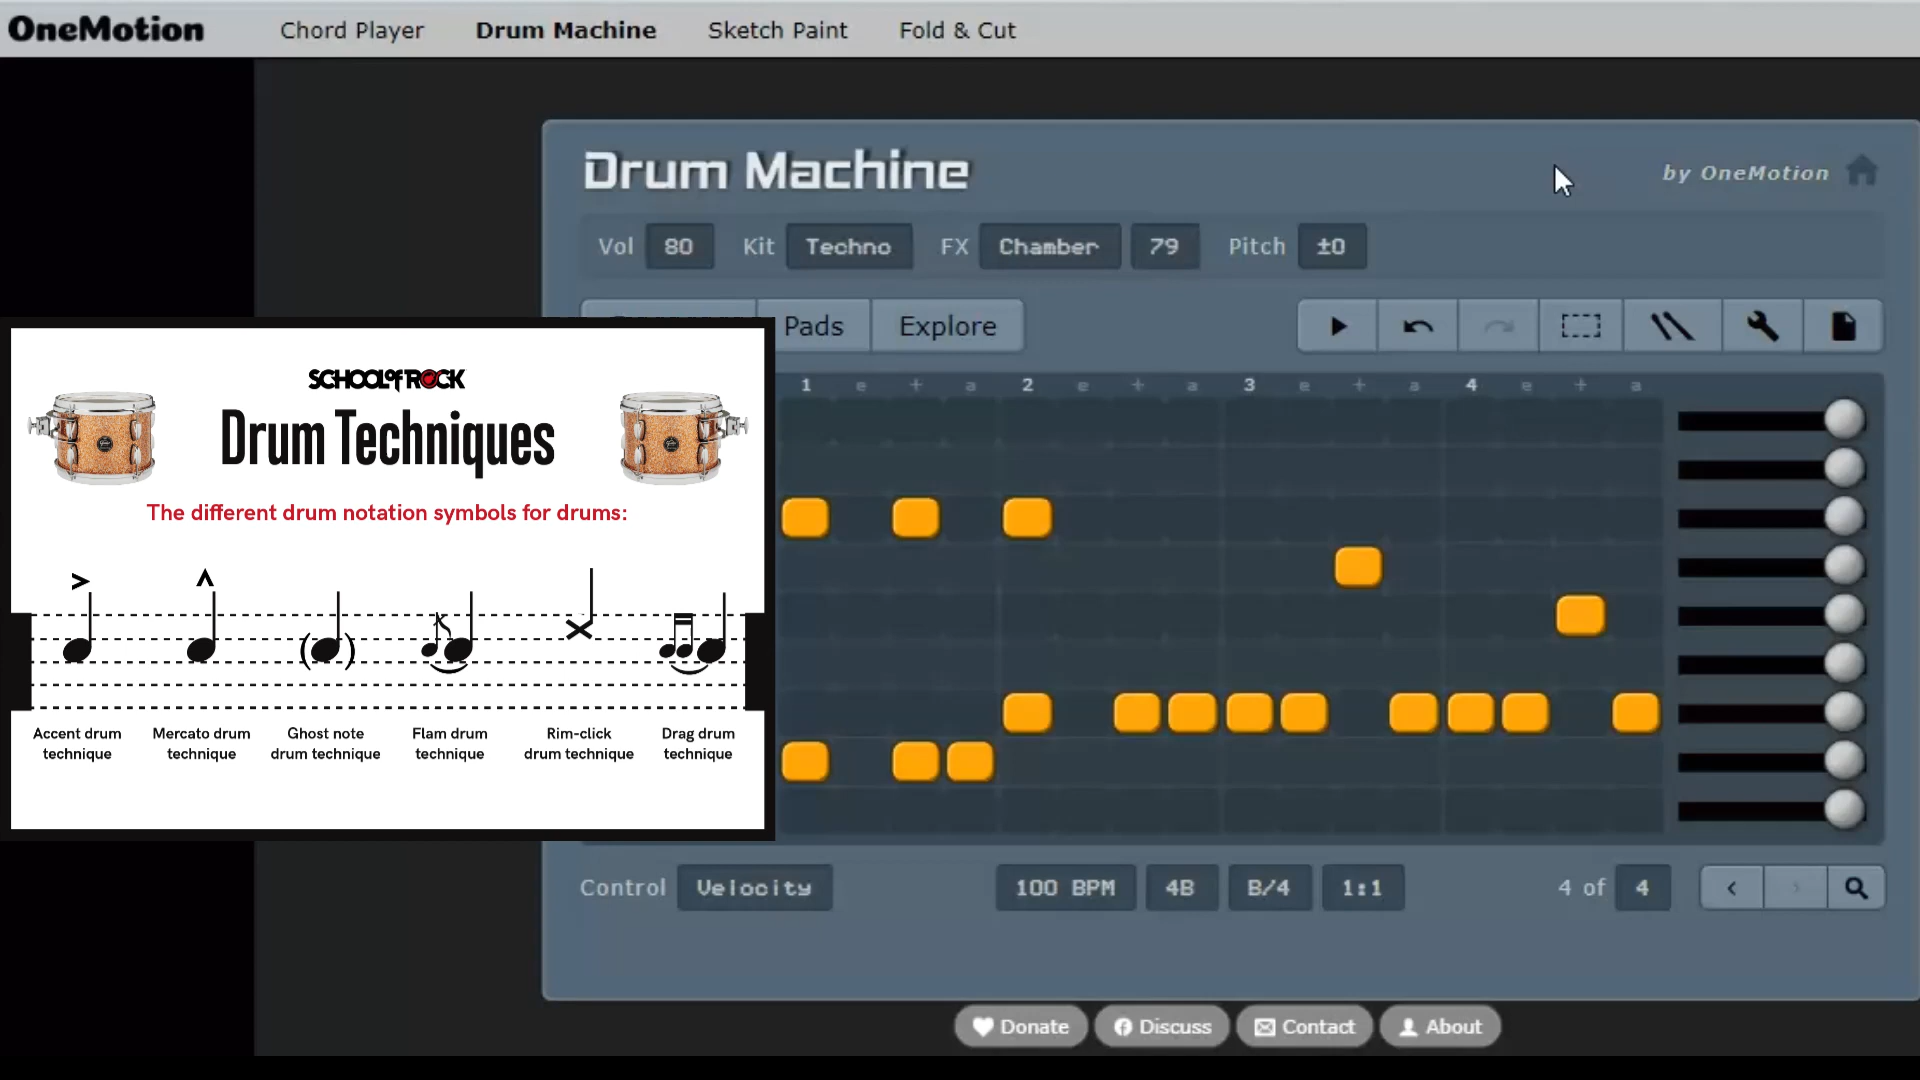 OneMotion Chord Player Drum Machine Sketch Paint Fold & Cut
Drum Machine
by OneMotion
Vol 80 Kit Techno FX Chamber 79 Pitch ±0
Pads Explore
1 e + a 2 e + a 3 e + a 4 e + a
SCHOOL of ROCK
Drum Techniques
The different drum notation symbols for drums:
Accent drum technique
Mercato drum technique
Ghost note drum technique
Flam drum technique
Rim-click drum technique
Drag drum technique
Control Velocity 100 BPM 4B B/4 1:1 4 of 4
Donate Discuss Contact About